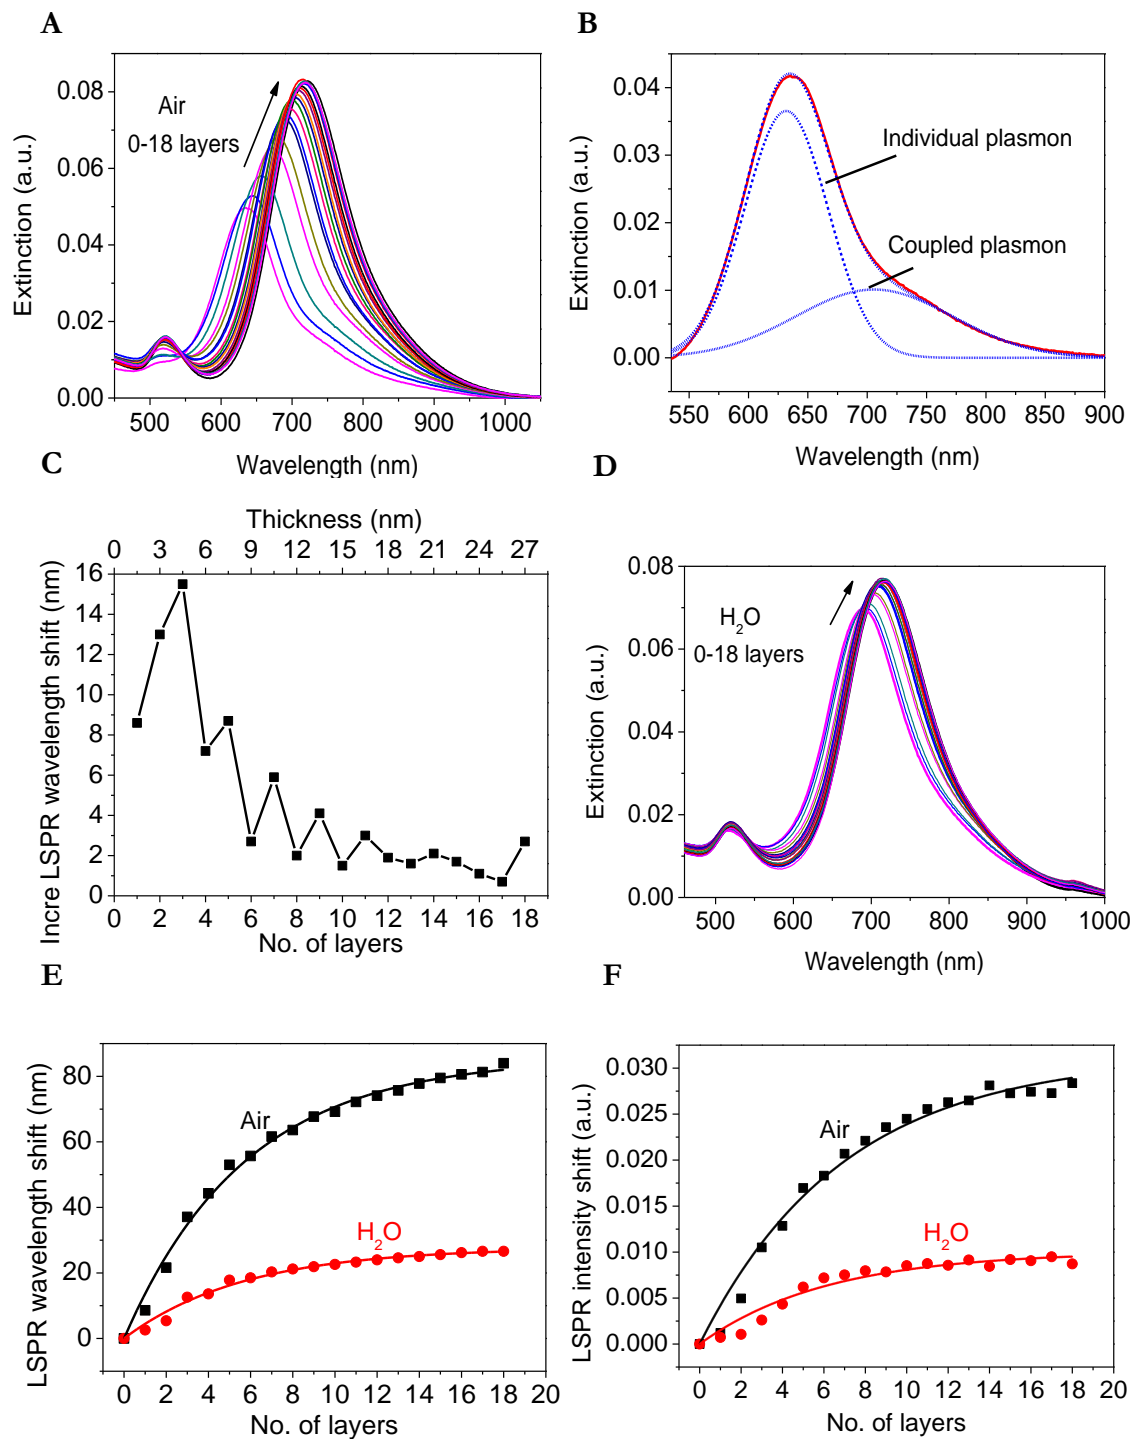 A
Extinction (a.u.)
0.08
0.06
0.04
0.02
0.00
Air
0-18 layers
500 600 700 800 900 1000
Wavelength (nm)
B
Extinction (a.u.)
0.04
0.03
0.02
0.01
0.00
Individual plasmon
Coupled plasmon
550 600 650 700 750 800 850 900
Wavelength (nm)
C
Thickness (nm)
0 3 6 9 12 15 18 21 24 27
Incre LSPR wavelength shift (nm)
16
14
12
10
8
6
4
2
0
0 2 4 6 8 10 12 14 16 18
No. of layers
D
Extinction (a.u.)
0.08
0.06
0.04
0.02
0.00
H₂O
0-18 layers
500 600 700 800 900 1000
Wavelength (nm)
E
LSPR wavelength shift (nm)
80
60
40
20
0
Air
H₂O
0 2 4 6 8 10 12 14 16 18 20
No. of layers
F
LSPR intensity shift (a.u.)
0.030
0.025
0.020
0.015
0.010
0.005
0.000
Air
H₂O
0 2 4 6 8 10 12 14 16 18 20
No. of layers